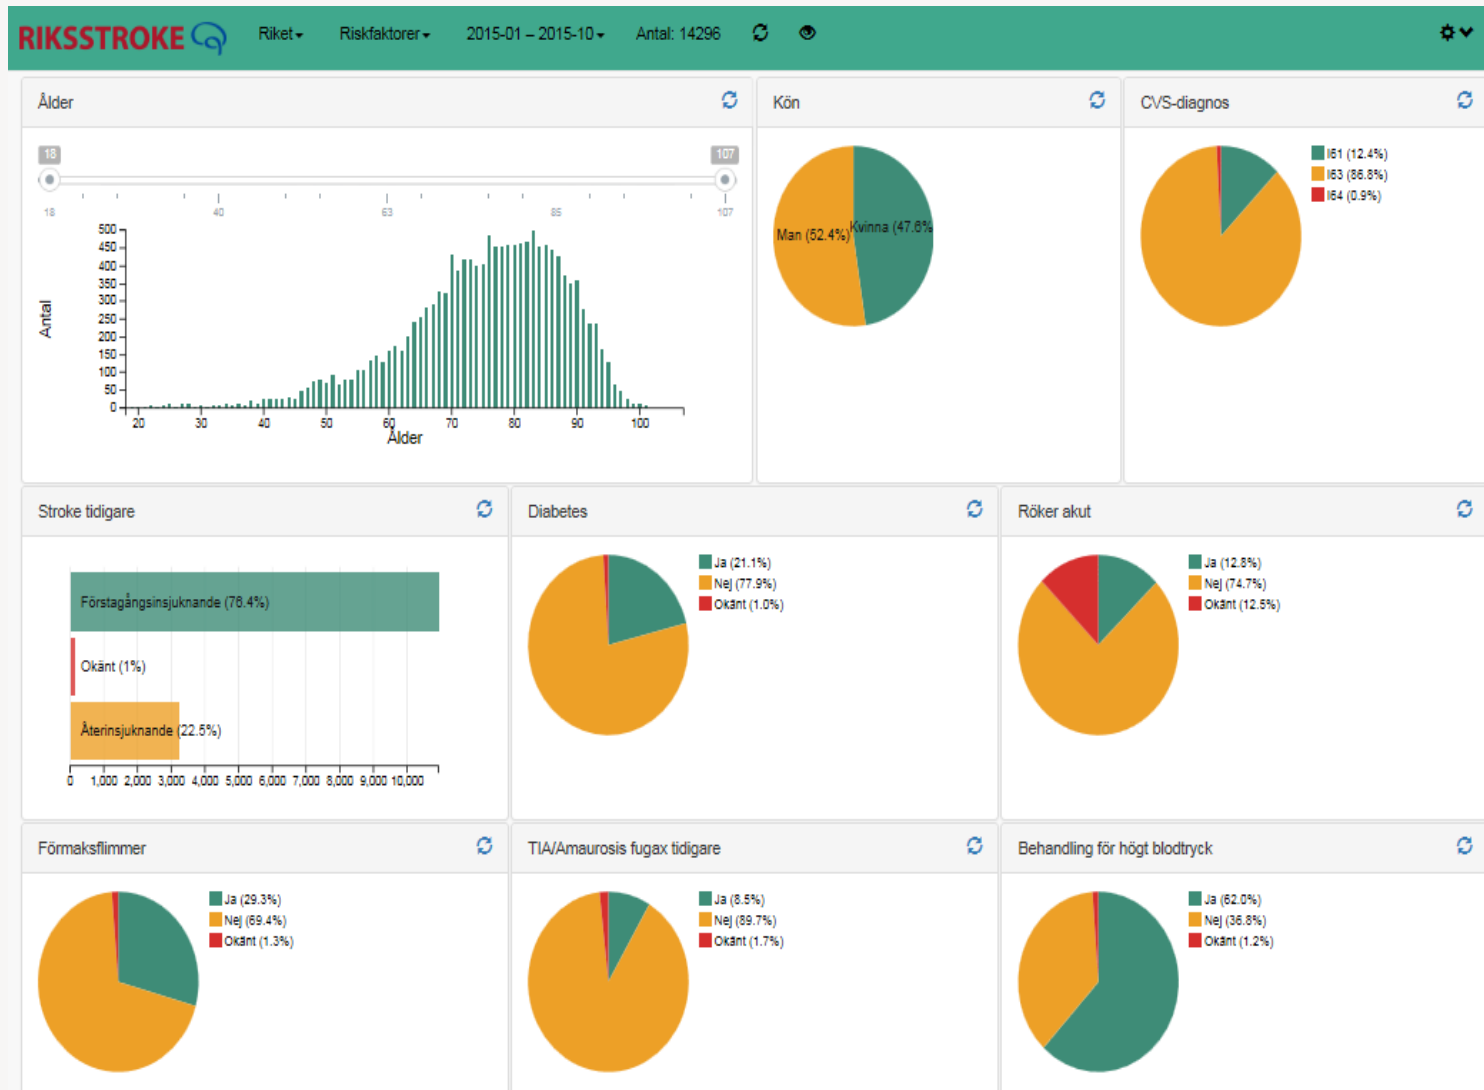 RIKSSTROKE Riket Riskfaktorer 2015-01 – 2015-10 Antal: 14296
Ålder
18 107
18 40 63 85 107
500
450
400
350
300
250
200
150
100
50
0
Antal
20 30 40 50 60 70 80 90 100
Ålder
Kön
Man (52.4%) Kvinna (47.6%
CVS-diagnos
I61 (12.4%)
I63 (86.8%)
I64 (0.9%)
Stroke tidigare
Förstagångsinsjuknande (76.4%)
Okänt (1%)
Återinsjuknande (22.5%)
0 1,000 2,000 3,000 4,000 5,000 6,000 7,000 8,000 9,000 10,000
Diabetes
Ja (21.1%)
Nej (77.9%)
Okänt (1.0%)
Röker akut
Ja (12.8%)
Nej (74.7%)
Okänt (12.5%)
Förmaksflimmer
Ja (29.3%)
Nej (69.4%)
Okänt (1.3%)
TIA/Amaurosis fugax tidigare
Ja (8.5%)
Nej (89.7%)
Okänt (1.7%)
Behandling för högt blodtryck
Ja (62.0%)
Nej (36.8%)
Okänt (1.2%)